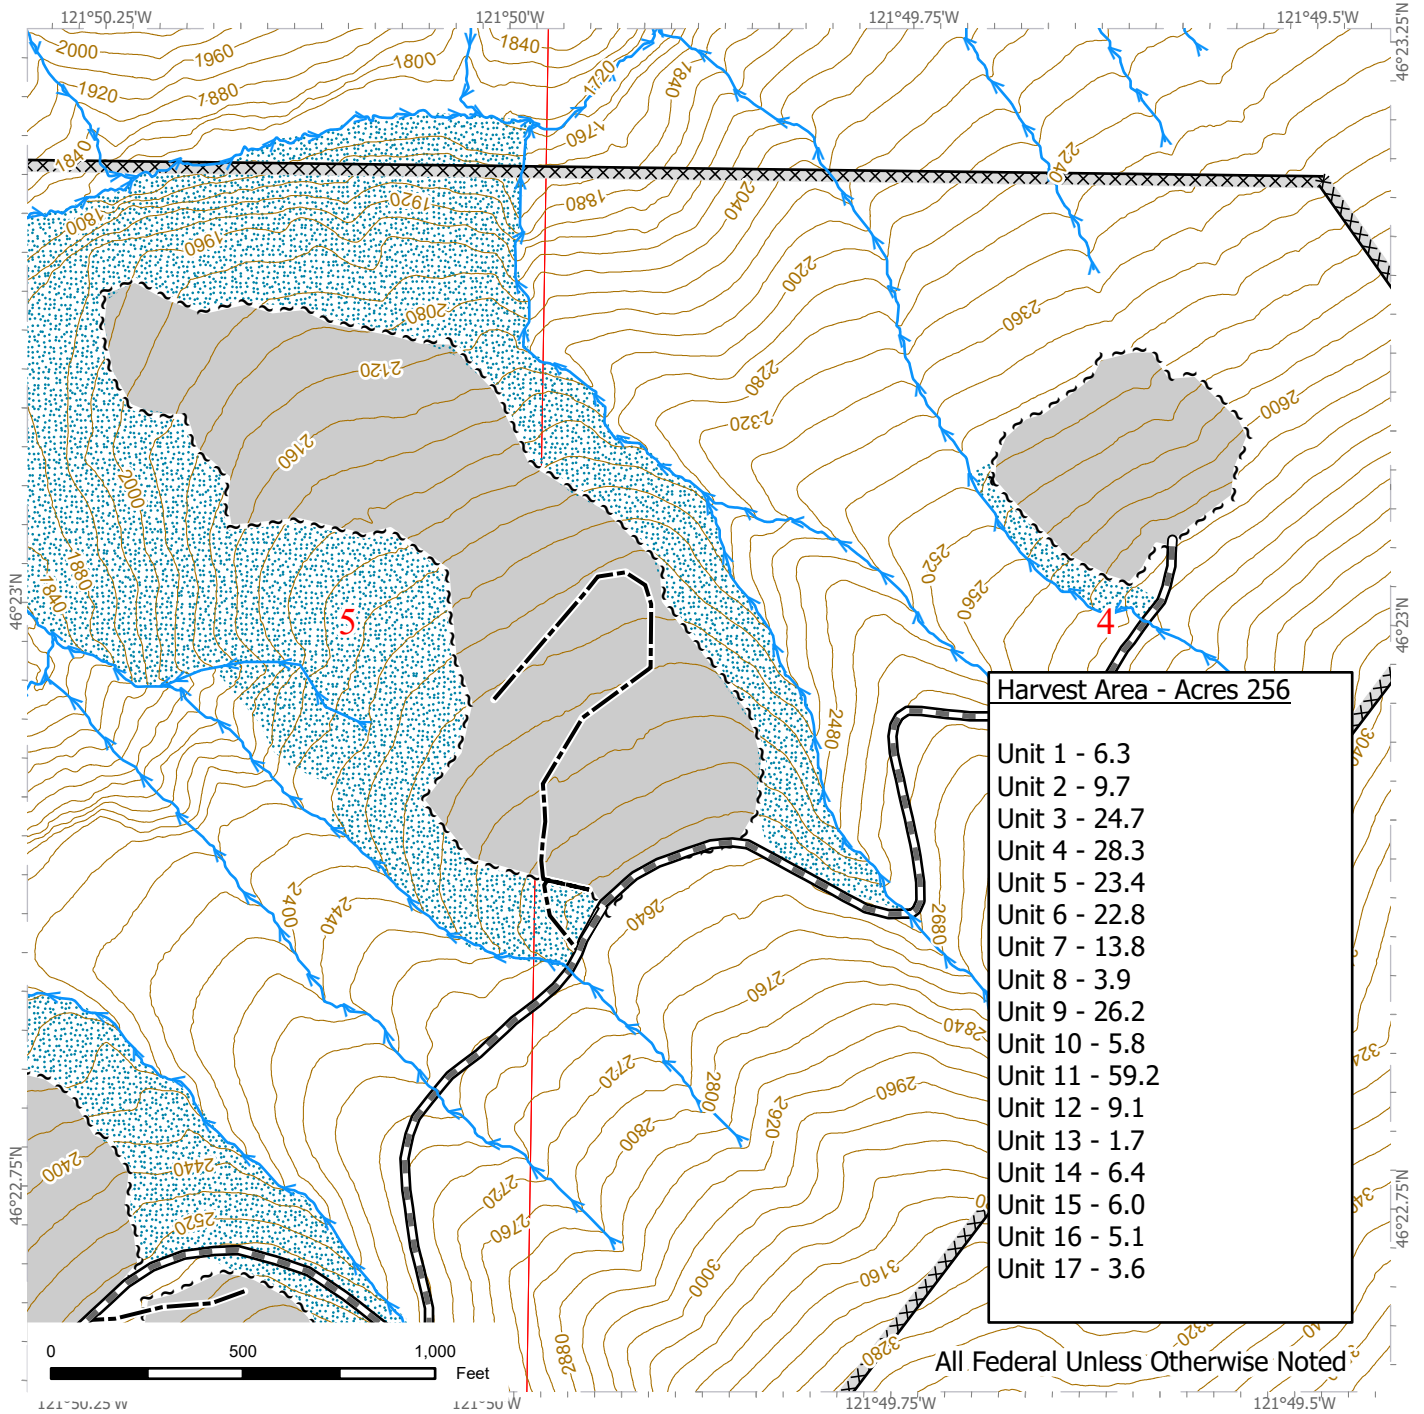 121°50.25'W
121°50'W
121°49.75'W
121°49.5'W
46°23.25'N
2000
1960
1800
1840
1720
1840
1920
1880
1760
1840
2240
1800
1920
1880
2040
1960
2200
2080
2360
2120
2280
2600
2320
2160
2000
2520
1880
1840
2560
46°23'N
46°23'N
5
4
2480
3040
Harvest Area - Acres 256
Unit 1 - 6.3
Unit 2 - 9.7
Unit 3 - 24.7
Unit 4 - 28.3
Unit 5 - 23.4
Unit 6 - 22.8
Unit 7 - 13.8
Unit 8 - 3.9
Unit 9 - 26.2
Unit 10 - 5.8
Unit 11 - 59.2
Unit 12 - 9.1
Unit 13 - 1.7
Unit 14 - 6.4
Unit 15 - 6.0
Unit 16 - 5.1
Unit 17 - 3.6
2400
2440
2640
2680
2760
2840
2720
2800
2960
2920
2800
2400
2440
2720
2520
2760
46°22.75'N
46°22.75'N
3000
3160
2880
3280
3320
0 500 1,000
Feet
All Federal Unless Otherwise Noted
121°50.25'W
121°50'W
121°49.75'W
121°49.5'W